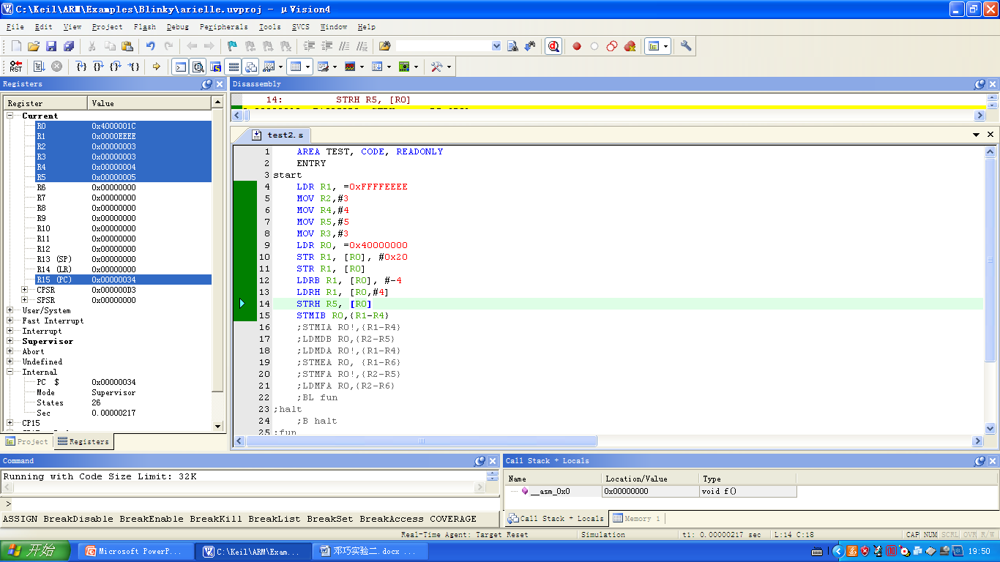 C:\Keil\ARM\Examples\Blinky\arielle.uvproj - µVision4
File Edit View Project Flash Debug Peripherals Tools SVCS Window Help
Registers
Register Value
Current
R0 0x4000001C
R1 0x0000EEEE
R2 0x00000003
R3 0x00000003
R4 0x00000004
R5 0x00000005
R6 0x00000000
R7 0x00000000
R8 0x00000000
R9 0x00000000
R10 0x00000000
R11 0x00000000
R12 0x00000000
R13 (SP) 0x00000000
R14 (LR) 0x00000000
R15 (PC) 0x00000034
CPSR 0x000000D3
SPSR 0x00000000
User/System
Fast Interrupt
Interrupt
Supervisor
Abort
Undefined
Internal
PC $ 0x00000034
Mode Supervisor
States 26
Sec 0.00000217
CP15
Project Registers
Disassembly
14: STRH R5, [R0]
test2.s
1 AREA TEST, CODE, READONLY
2 ENTRY
3 start
4 LDR R1, =0xFFFFEEEE
5 MOV R2,#3
6 MOV R4,#4
7 MOV R5,#5
8 MOV R3,#3
9 LDR R0, =0x40000000
10 STR R1, [R0], #0x20
11 STR R1, [R0]
12 LDRB R1, [R0], #-4
13 LDRH R1, [R0,#4]
14 STRH R5, [R0]
15 STMIB R0,{R1-R4}
16 ;STMIA R0!,{R1-R4}
17 ;LDMDB R0,{R2-R5}
18 ;LDMDA R0!,{R1-R4}
19 ;STMEA R0, {R1-R6}
20 ;STMFA R0!,{R2-R5}
21 ;LDMFA R0,{R2-R6}
22 ;BL fun
23 ;halt
24 ;B halt
25 ;fun
Command
Running with Code Size Limit: 32K
>
ASSIGN BreakDisable BreakEnable BreakKill BreakList BreakSet BreakAccess COVERAGE
Call Stack + Locals
Name Location/Value Type
__asm_0x0 0x00000000 void f()
Call Stack + Locals Memory 1
Real-Time Agent: Target Reset Simulation t1: 0.00000217 sec L:14 C:18 CAP NUM SCRL OVR R/W
开始 Microsoft PowerP... C:\Keil\ARM\Exam... 邓巧实验二.docx ... 19:50